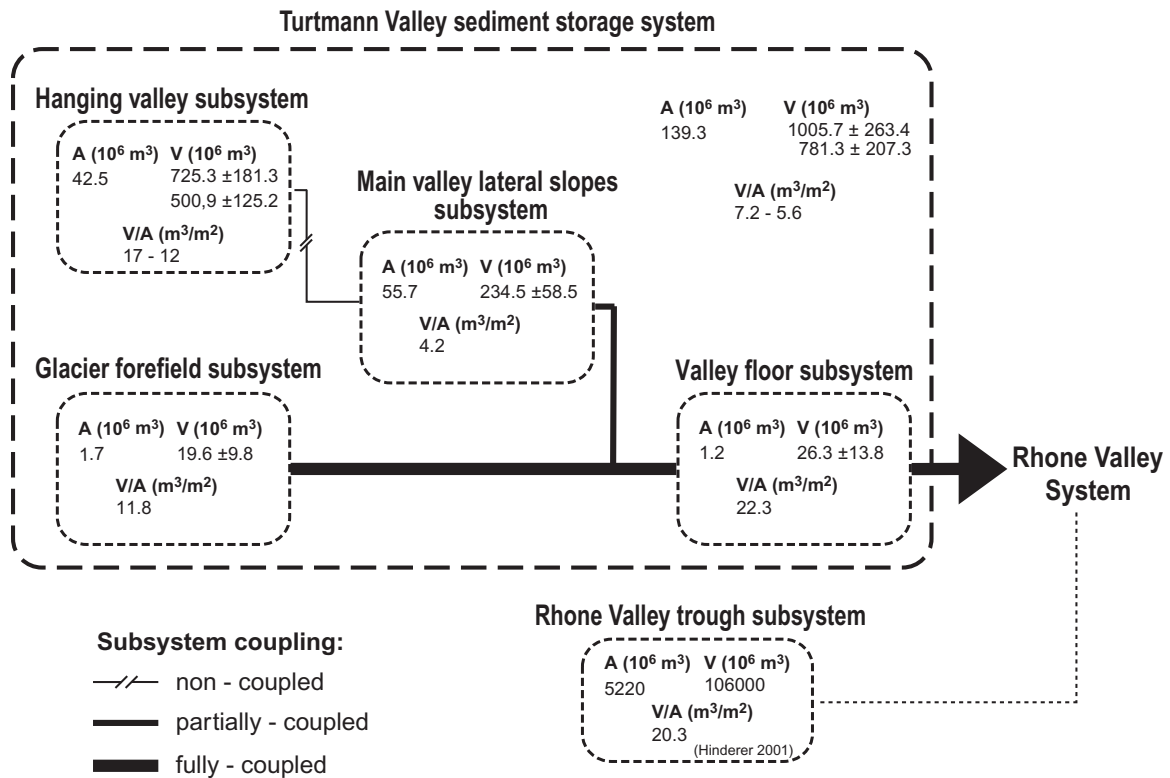 Turtmann Valley sediment storage system
Hanging valley subsystem
A (10⁶ m³) V (10⁶ m³)
42.5 725.3 ±181.3
500,9 ±125.2
V/A (m³/m²)
17 - 12
A (10⁶ m³) V (10⁶ m³)
139.3 1005.7 ± 263.4
781.3 ± 207.3
V/A (m³/m²)
7.2 - 5.6
Main valley lateral slopes
subsystem
A (10⁶ m³) V (10⁶ m³)
55.7 234.5 ±58.5
V/A (m³/m²)
4.2
Glacier forefield subsystem
A (10⁶ m³) V (10⁶ m³)
1.7 19.6 ±9.8
V/A (m³/m²)
11.8
Valley floor subsystem
A (10⁶ m³) V (10⁶ m³)
1.2 26.3 ±13.8
V/A (m³/m²)
22.3
Rhone Valley
System
Rhone Valley trough subsystem
A (10⁶ m³) V (10⁶ m³)
5220 106000
V/A (m³/m²)
20.3
(Hinderer 2001)
Subsystem coupling:
non - coupled
partially - coupled
fully - coupled